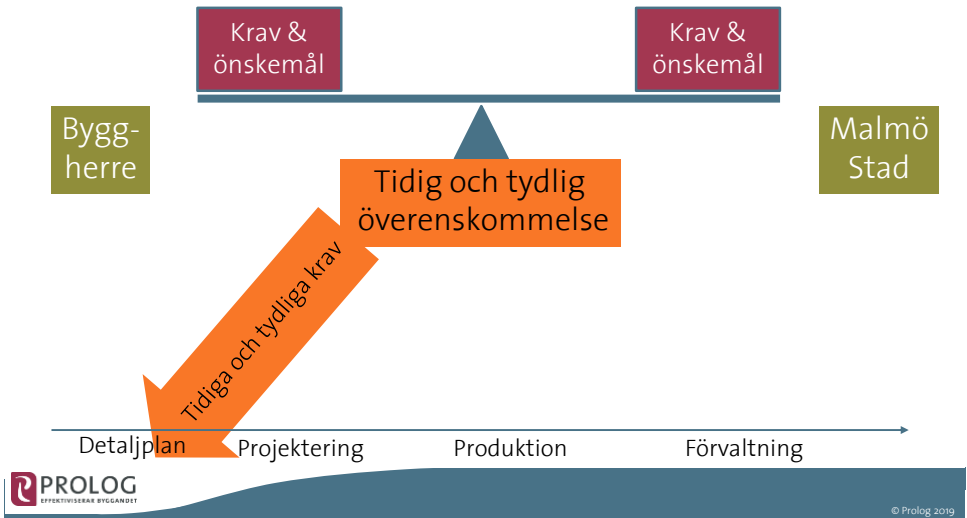 Krav &
önskemål
Krav &
önskemål
Bygg-
herre
Malmö
Stad
Tidig och tydlig
överenskommelse
Tidiga och tydliga krav
Detaljplan
Projektering
Produktion
Förvaltning
PROLOG
EFFEKTIVISERAR BYGGANDET
© Prolog 2019